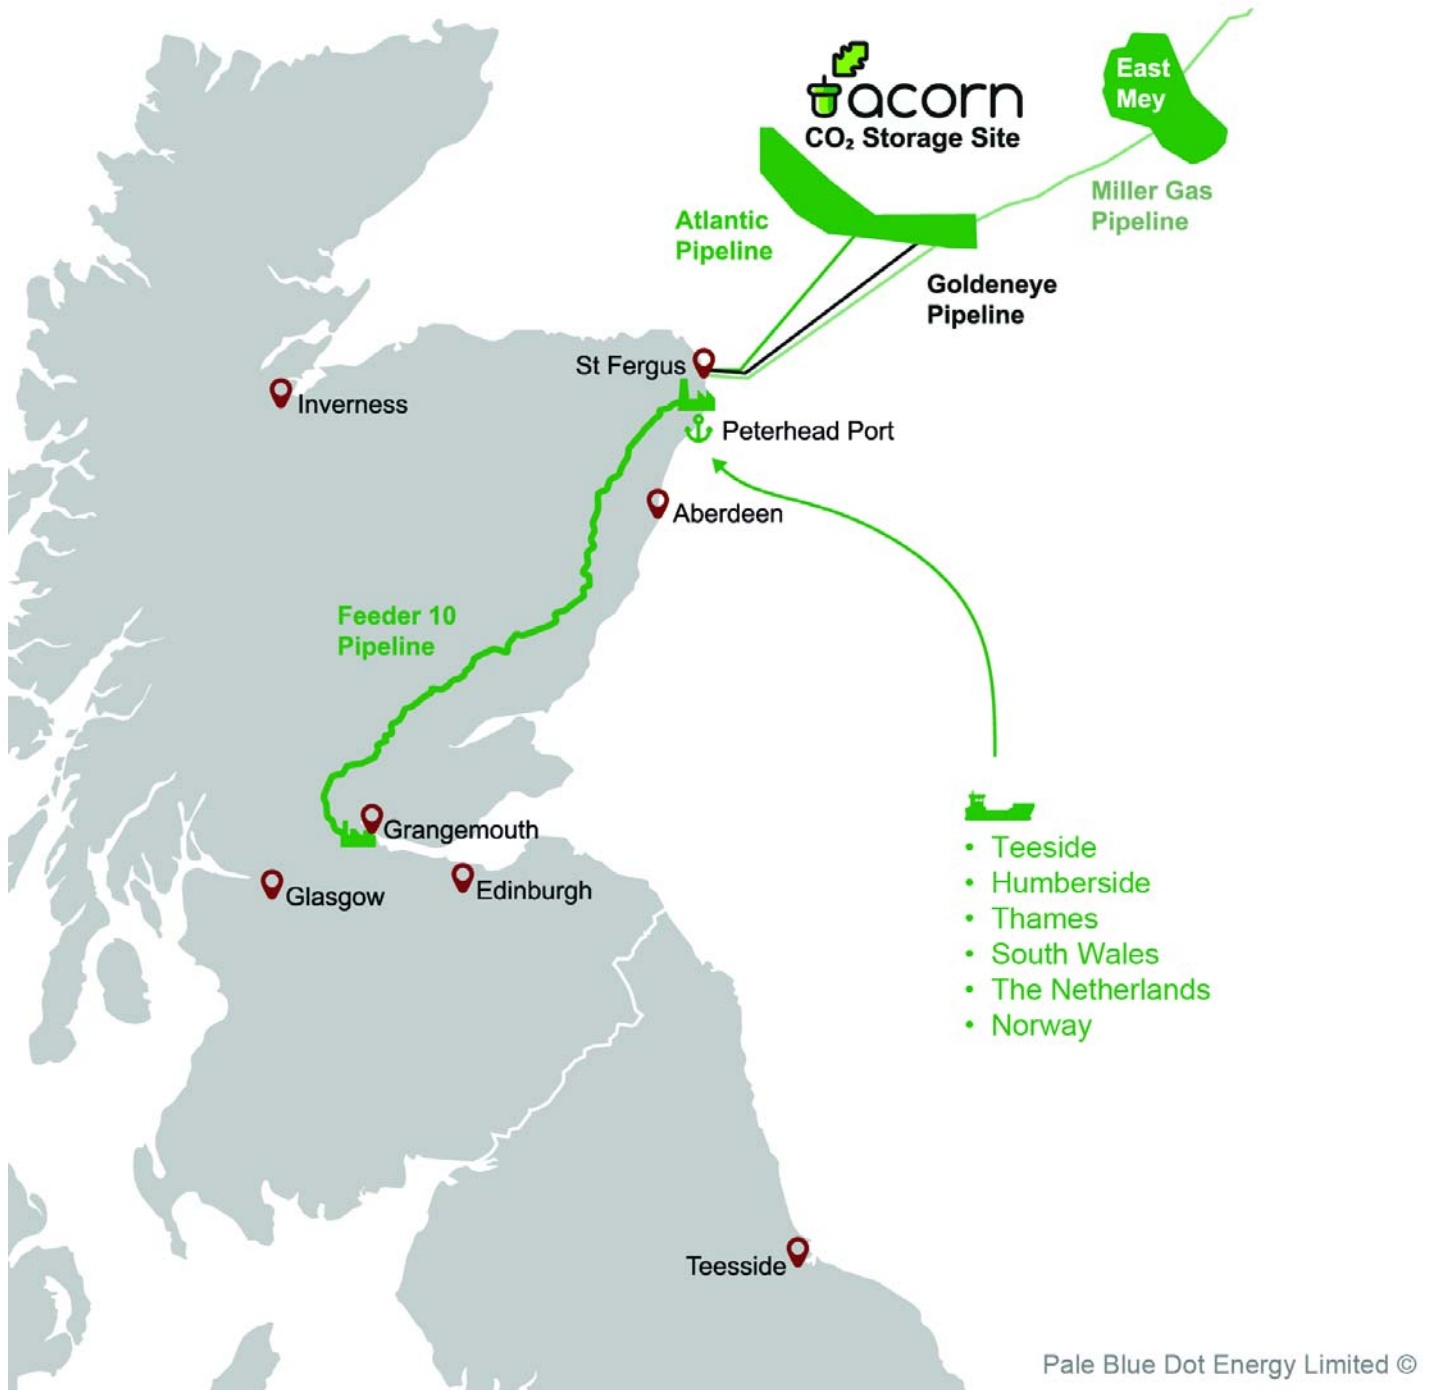 acorn
CO₂ Storage Site
East
Mey
Miller Gas
Pipeline
Atlantic
Pipeline
Goldeneye
Pipeline
St Fergus
Inverness
Peterhead Port
Aberdeen
Feeder 10
Pipeline
Grangemouth
Glasgow
Edinburgh
• Teeside
• Humberside
• Thames
• South Wales
• The Netherlands
• Norway
Teesside
Pale Blue Dot Energy Limited ©